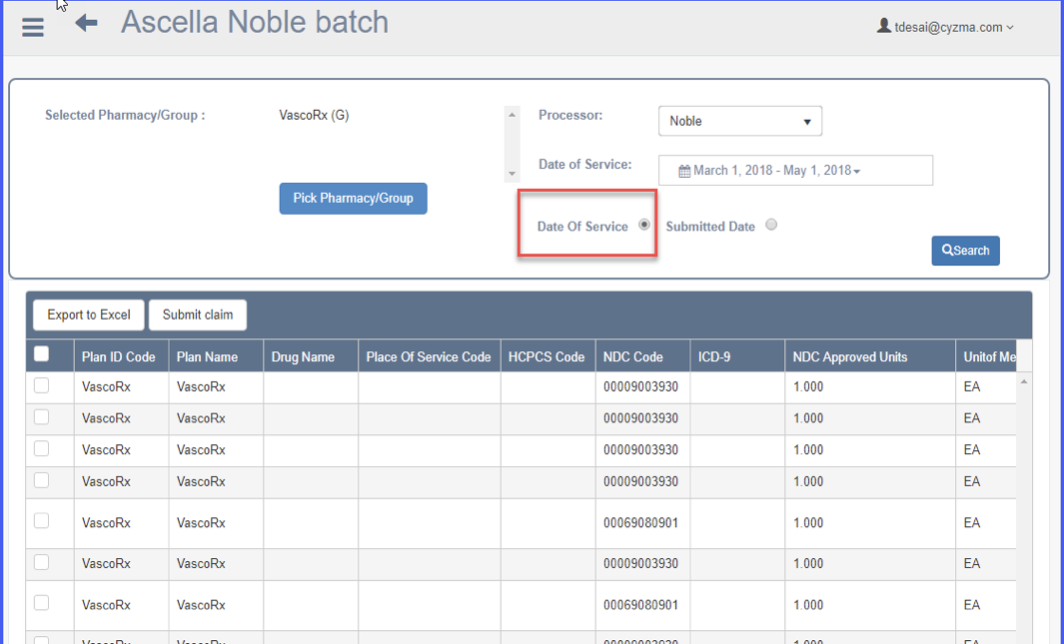 Ascella Noble batch
tdesai@cyzma.com
Selected Pharmacy/Group :
VascoRx (G)
Pick Pharmacy/Group
Processor:
Noble
Date of Service:
March 1, 2018 - May 1, 2018
Date Of Service
Submitted Date
Search
Export to Excel Submit claim
Plan ID Code Plan Name Drug Name Place Of Service Code HCPCS Code NDC Code ICD-9 NDC Approved Units Unitof Me
VascoRx VascoRx 00009003930 1.000 EA
VascoRx VascoRx 00009003930 1.000 EA
VascoRx VascoRx 00009003930 1.000 EA
VascoRx VascoRx 00009003930 1.000 EA
VascoRx VascoRx 00069080901 1.000 EA
VascoRx VascoRx 00009003930 1.000 EA
VascoRx VascoRx 00069080901 1.000 EA
VascoRx VascoRx 1.000 EA